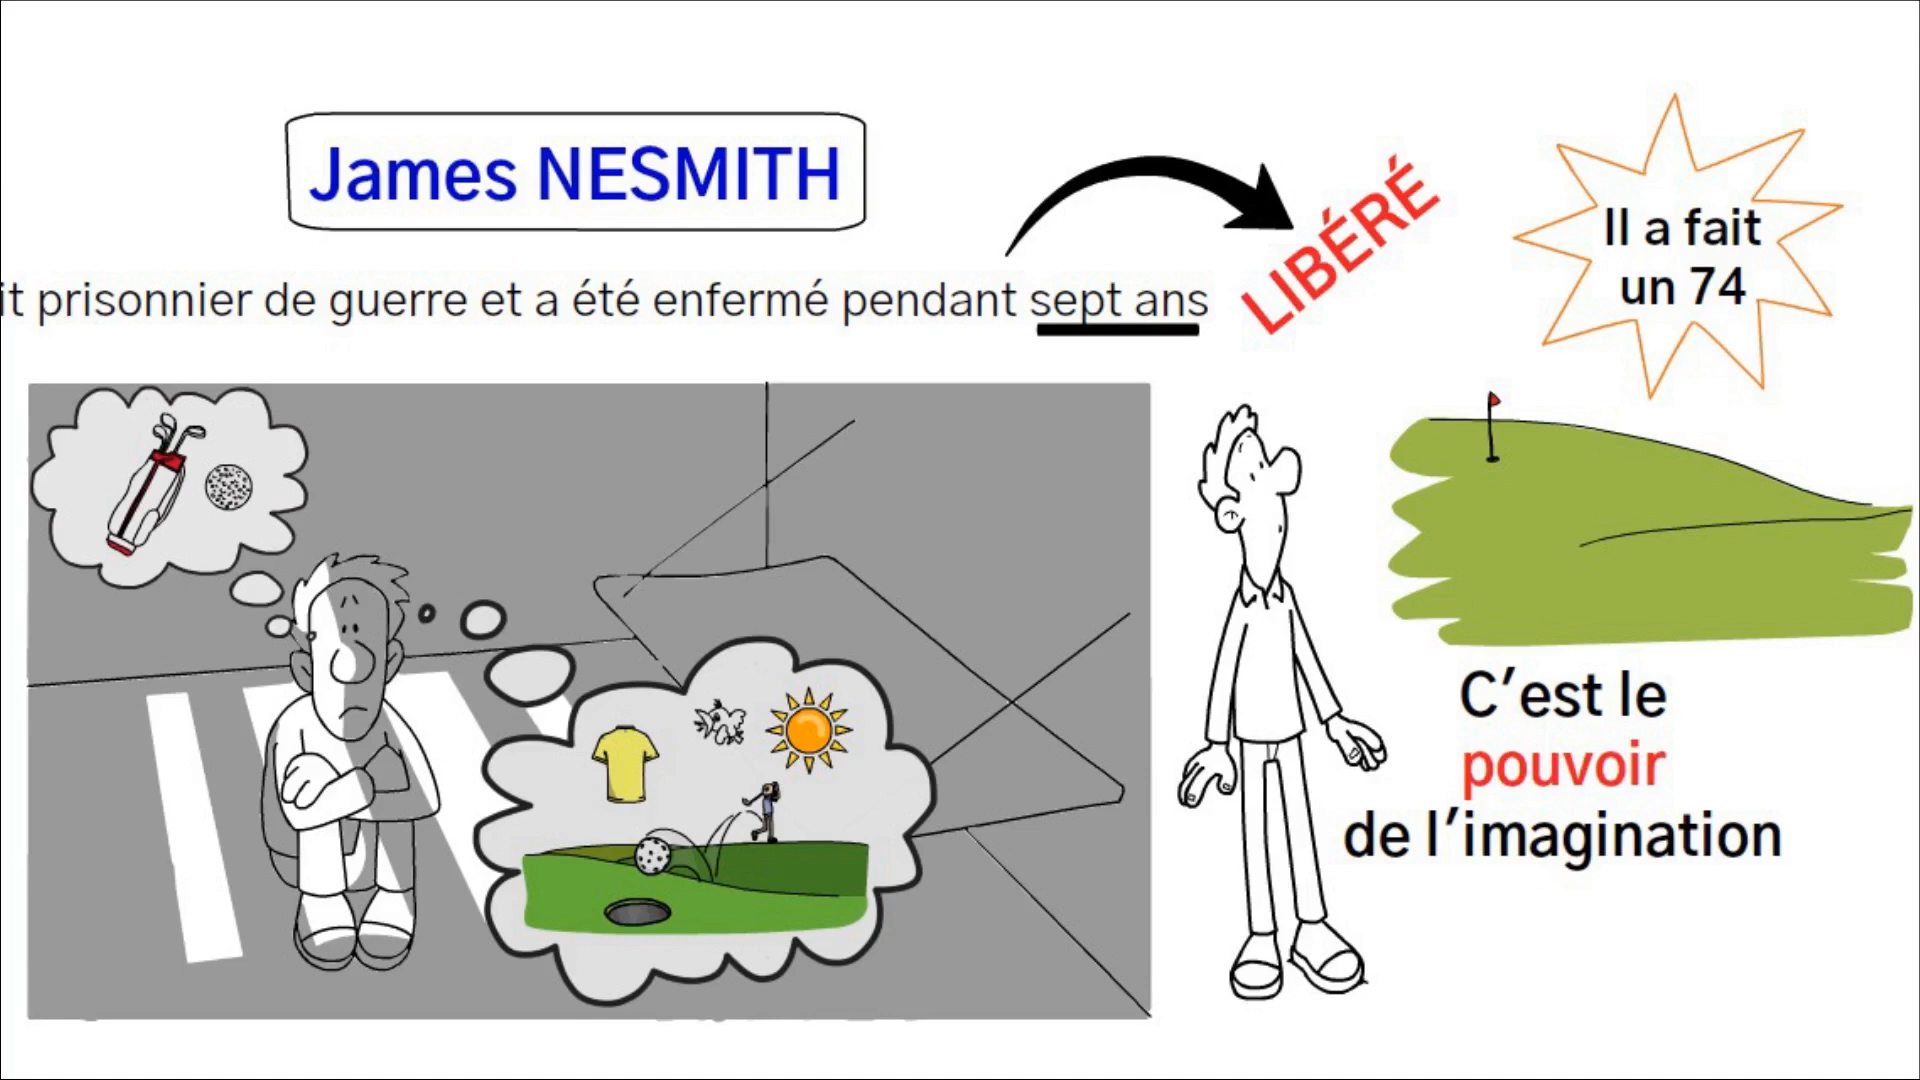 James NESMITH
it prisonnier de guerre et a été enfermé pendant sept ans
LIBÉRÉ
Il a fait
un 74
C'est le
pouvoir
de l'imagination